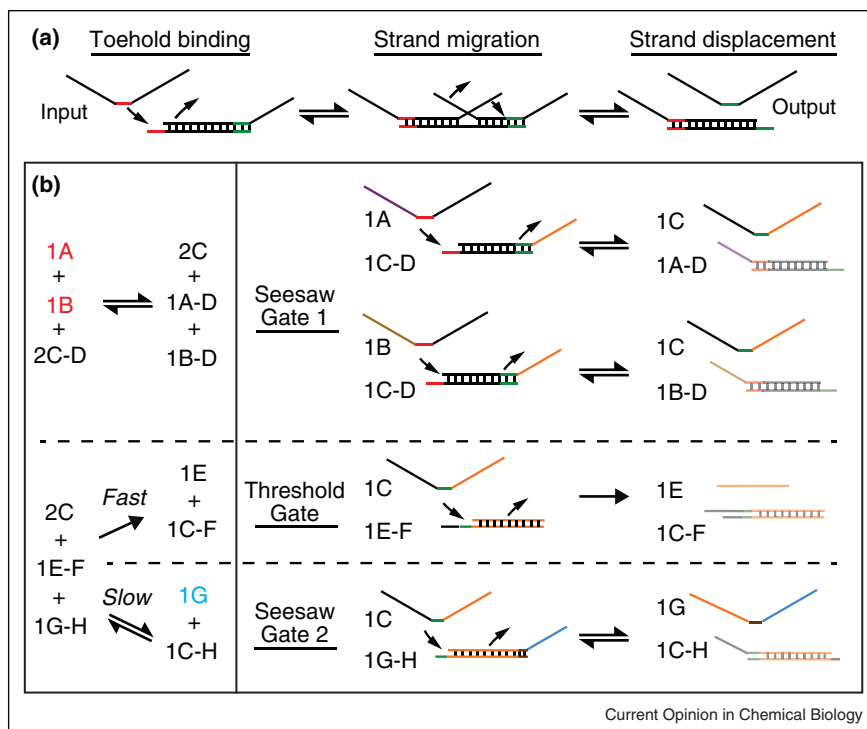 (a)
Toehold binding
Strand migration
Strand displacement
Input
Output
(b)
1A
+
1B
+
2C-D
2C
+
1A-D
+
1B-D
Seesaw
Gate 1
1A
1C-D
1C
1A-D
1B
1C-D
1C
1B-D
2C
+
1E-F
+
1G-H
Fast
1E
+
1C-F
Slow
1G
+
1C-H
Threshold
Gate
1C
1E-F
1E
1C-F
Seesaw
Gate 2
1C
1G-H
1G
1C-H
Current Opinion in Chemical Biology